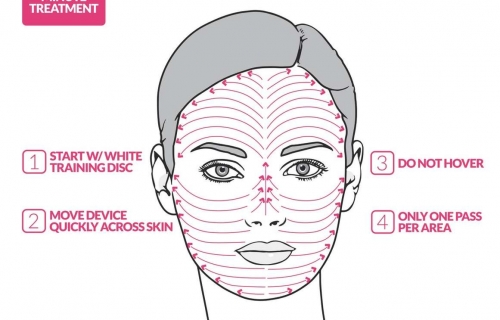 TREATMENT
1 START W/ WHITE
TRAINING DISC
2 MOVE DEVICE
QUICKLY ACROSS SKIN
3 DO NOT HOVER
4 ONLY ONE PASS
PER AREA